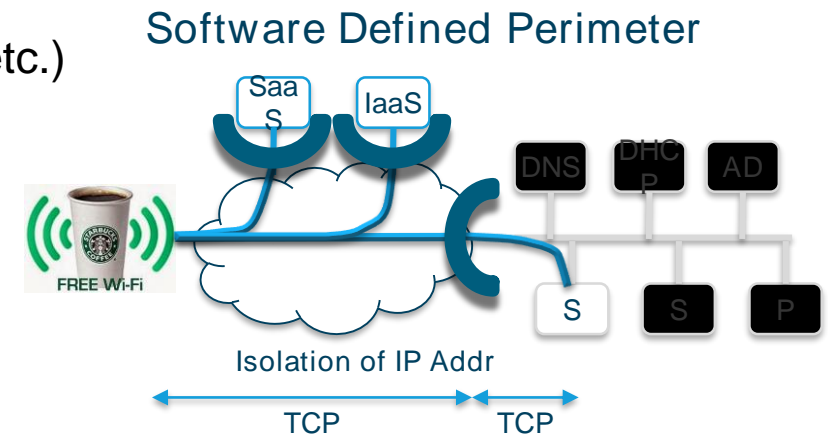 Software Defined Perimeter
etc.)
Saa
S
IaaS
DNS
DHC
P
AD
STARBUCKS
COFFEE
FREE Wi-Fi
S
S
P
Isolation of IP Addr
TCP
TCP